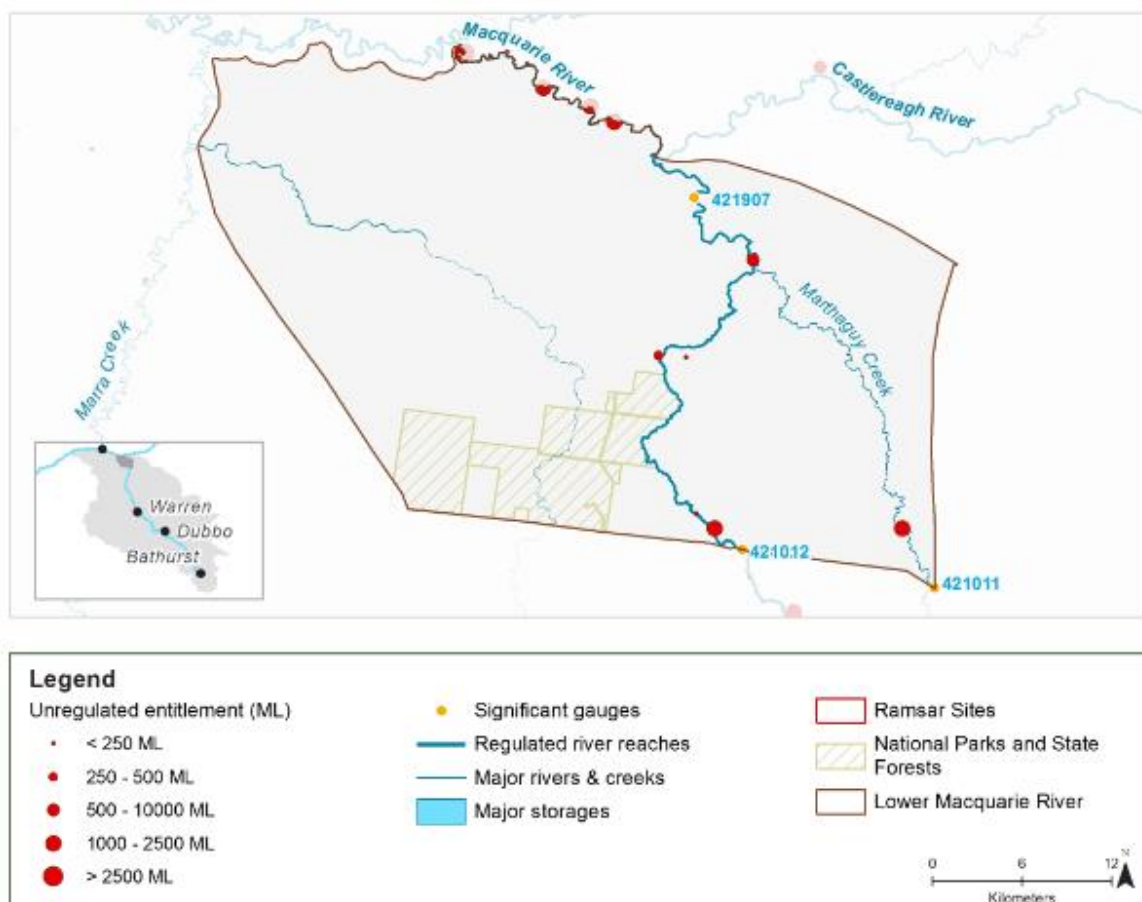 Macquarie River
Castlereagh River
421907
Marthaguy Creek
Marra Creek
Warren
Dubbo
Bathurst
421012
421011
Legend
Unregulated entitlement (ML)
< 250 ML
250 - 500 ML
500 - 10000 ML
1000 - 2500 ML
> 2500 ML
Significant gauges
Regulated river reaches
Major rivers & creeks
Major storages
Ramsar Sites
National Parks and State
Forests
Lower Macquarie River
N
0 6 12
Kilometers